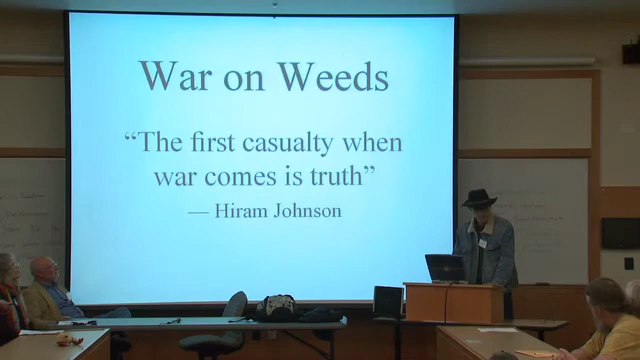 War on Weeds
“The first casualty when
war comes is truth”
— Hiram Johnson